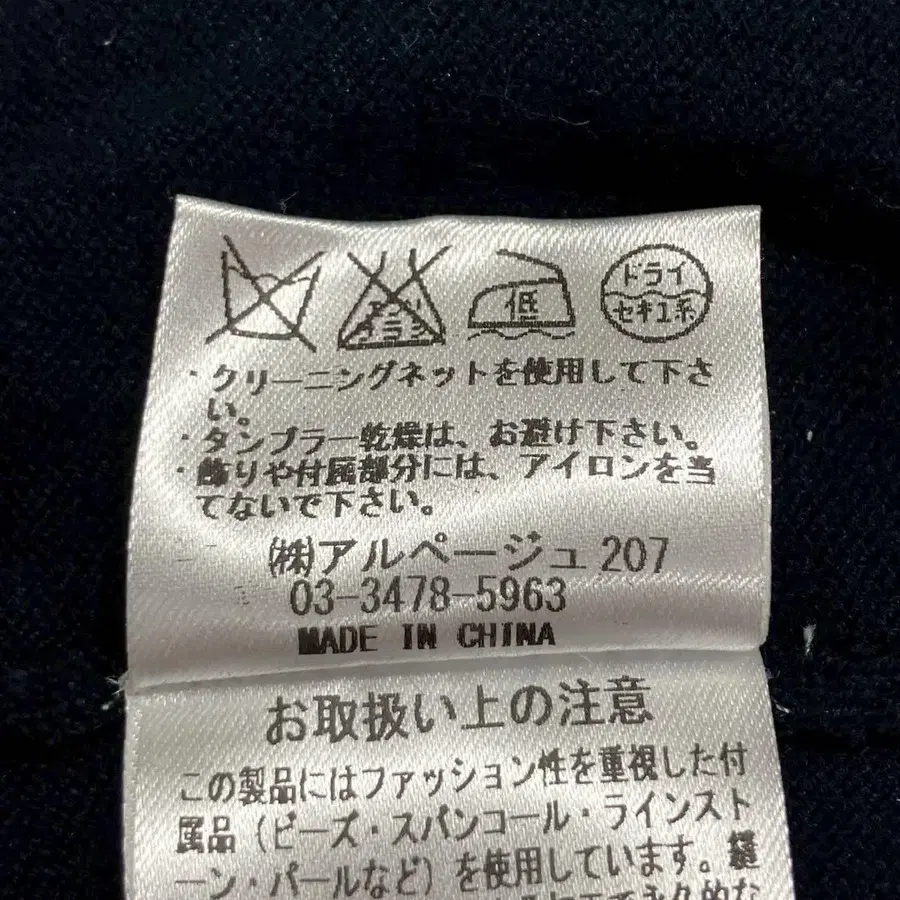 エンソ
サラシ
低
ドライ
セキユ系
・クリーニングネットを使用して下さ
い。
・タンブラー乾燥は、お避け下さい。
・飾りや付属部分には、アイロンを当
てないで下さい。
㈱アルページュ 207
03-3478-5963
MADE IN CHINA
お取扱い上の注意
この製品にはファッション性を重視した付
属品（ビーズ・スパンコール・ラインスト
ーン・パールなど）を使用しています。縫